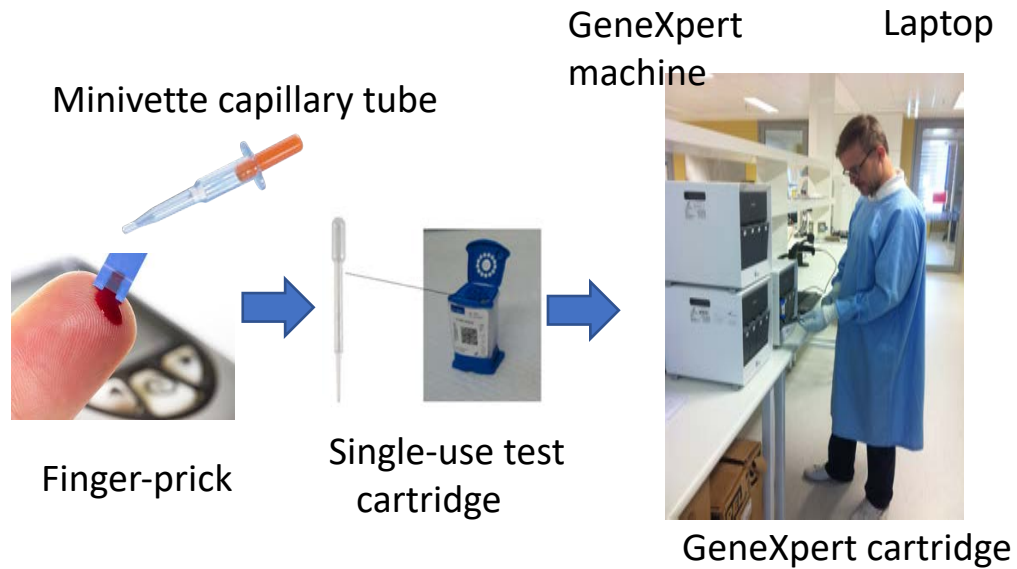 GeneXpert
machine
Laptop
Minivette capillary tube
Finger-prick
Single-use test
cartridge
GeneXpert cartridge